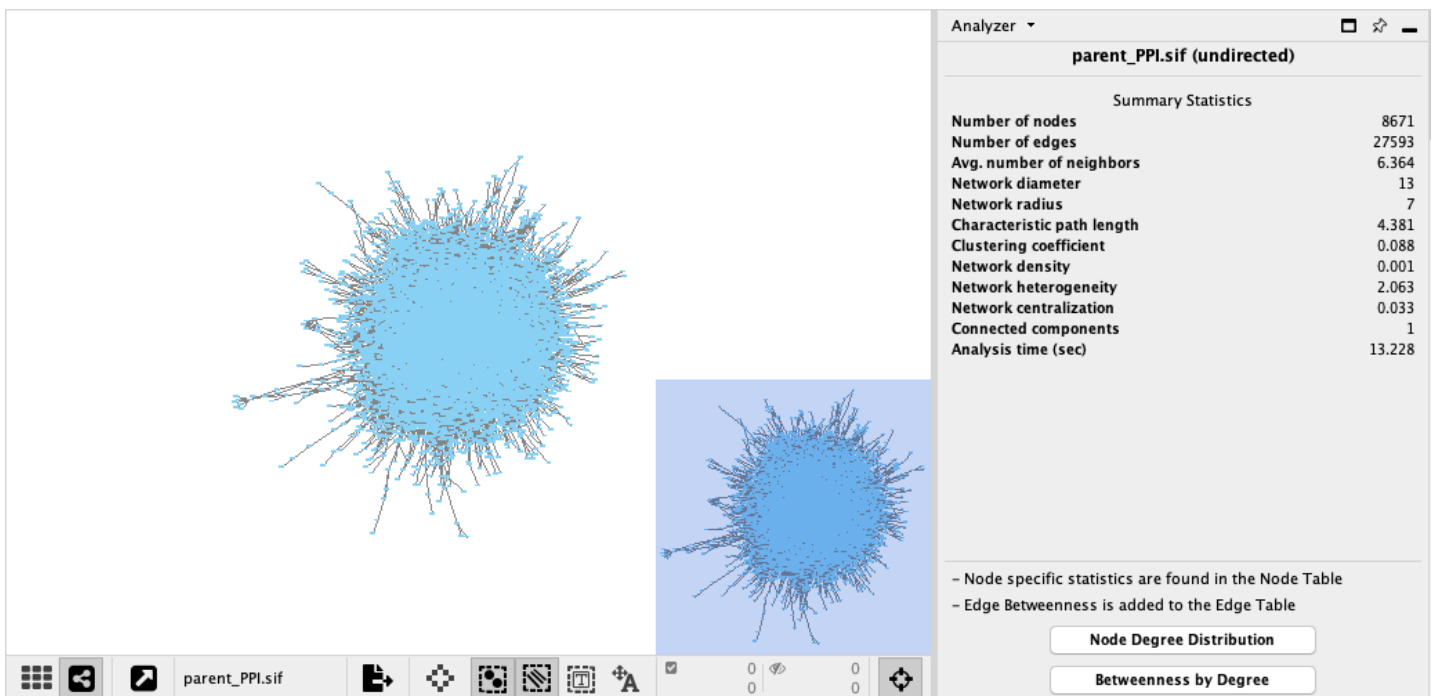 Analyzer
parent_PPI.sif (undirected)
Summary Statistics
Number of nodes 8671
Number of edges 27593
Avg. number of neighbors 6.364
Network diameter 13
Network radius 7
Characteristic path length 4.381
Clustering coefficient 0.088
Network density 0.001
Network heterogeneity 2.063
Network centralization 0.033
Connected components 1
Analysis time (sec) 13.228
– Node specific statistics are found in the Node Table
– Edge Betweenness is added to the Edge Table
Node Degree Distribution
Betweenness by Degree
parent_PPI.sif
T
A
0 0
0 0